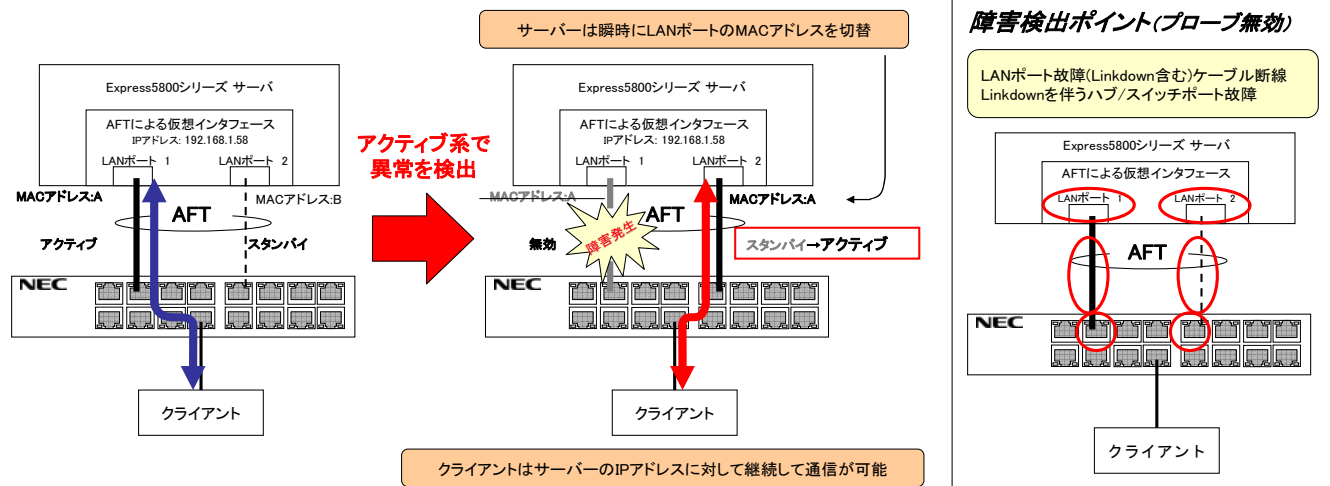 サーバーは瞬時にLANポートのMACアドレスを切替
Express5800シリーズ サーバ
AFTによる仮想インタフェース
IPアドレス: 192.168.1.58
LANポート 1
LANポート 2
MACアドレス:A
MACアドレス:B
AFT
アクティブ
スタンバイ
NEC
クライアント
アクティブ系で
異常を検出
Express5800シリーズ サーバ
AFTによる仮想インタフェース
IPアドレス: 192.168.1.58
LANポート 1
LANポート 2
MACアドレス:A
MACアドレス:A
AFT
無効
障害発生
スタンバイ→アクティブ
NEC
クライアント
クライアントはサーバーのIPアドレスに対して継続して通信が可能
障害検出ポイント(プローブ無効)
LANポート故障(Linkdown含む)ケーブル断線
Linkdownを伴うハブ/スイッチポート故障
Express5800シリーズ サーバ
AFTによる仮想インタフェース
LANポート 1
LANポート 2
AFT
NEC
クライアント